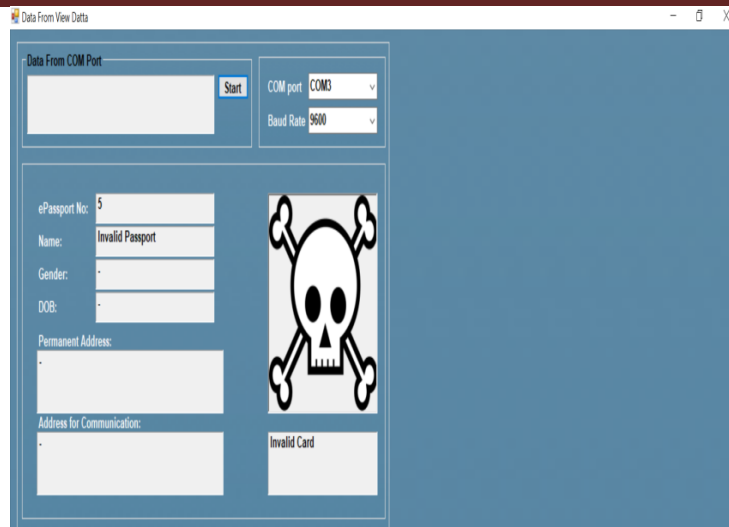 Data From View Datta
Data From COM Port
Start
COM port COM3
Baud Rate 9600
ePassport No: 5
Name: Invalid Passport
Gender: -
DOB: -
Permanent Address:
-
Address for Communication:
-
Invalid Card